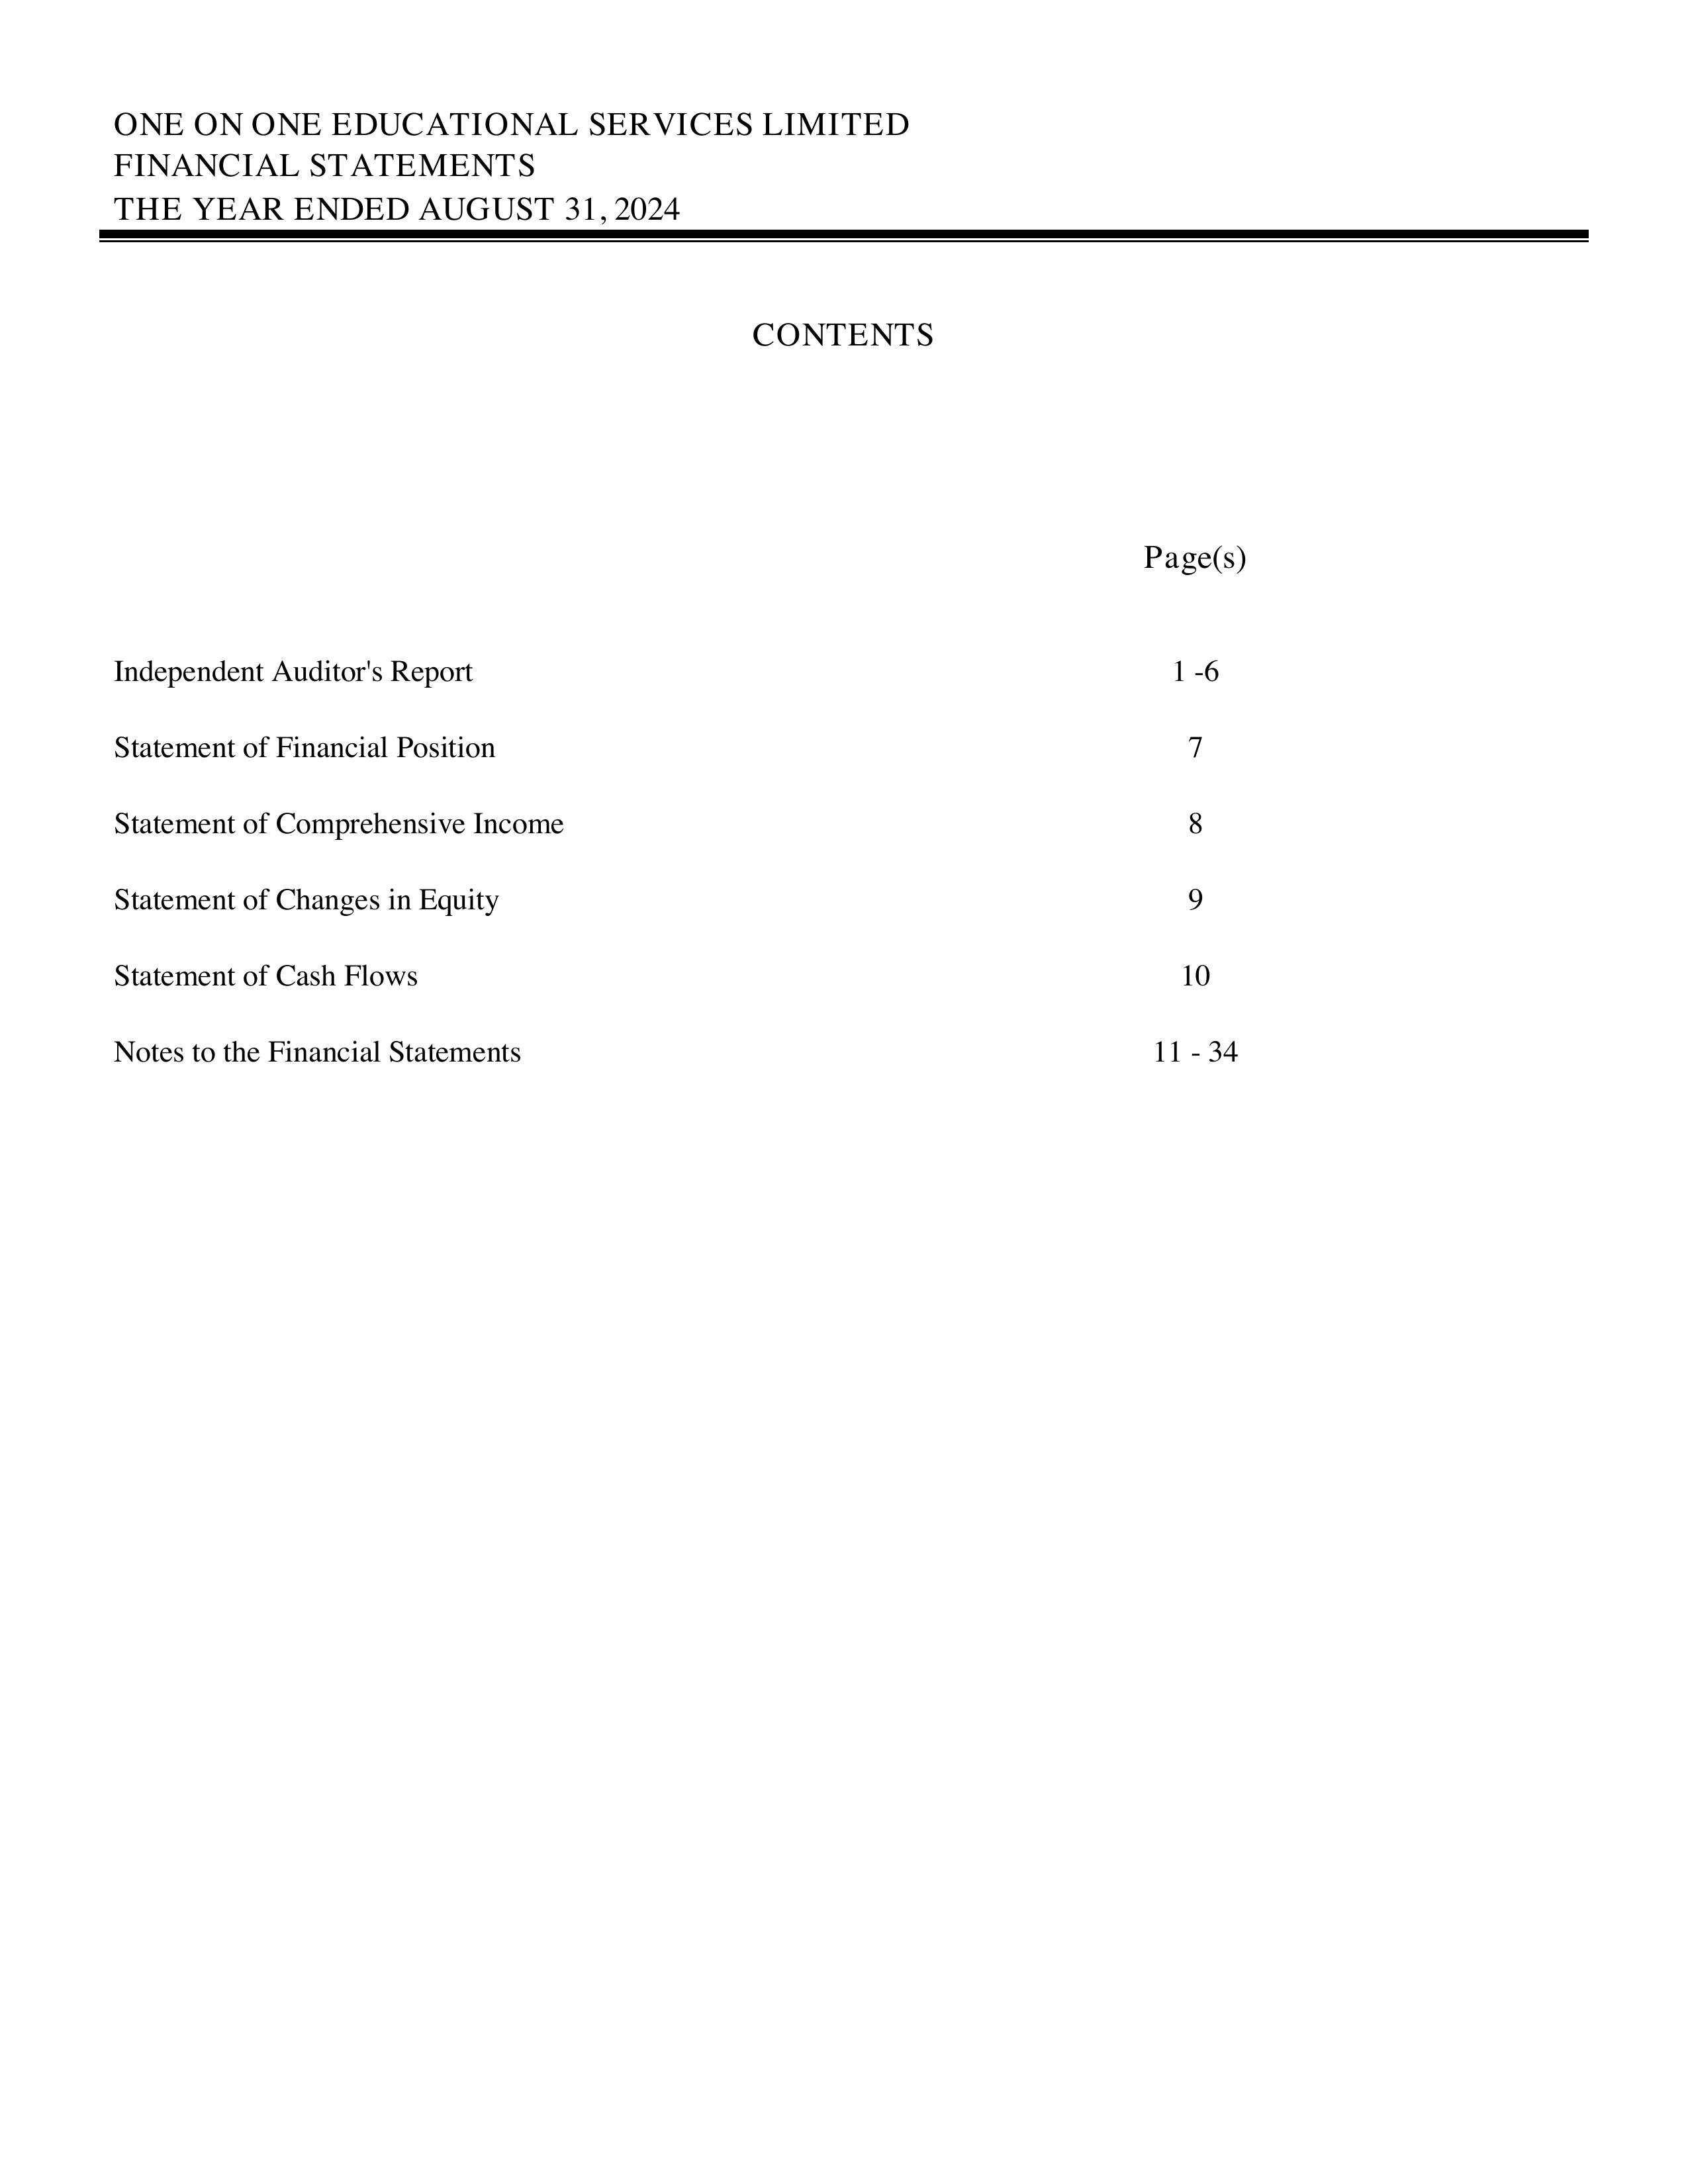 ONE ON ONE EDUCATIONAL SERVICES LIMITED
FINANCIAL STATEMENTS
THE YEAR ENDED AUGUST 31, 2024
CONTENTS
Page(s)
Independent Auditor's Report 1 -6
Statement of Financial Position 7
Statement of Comprehensive Income 8
Statement of Changes in Equity 9
Statement of Cash Flows 10
Notes to the Financial Statements 11 - 34